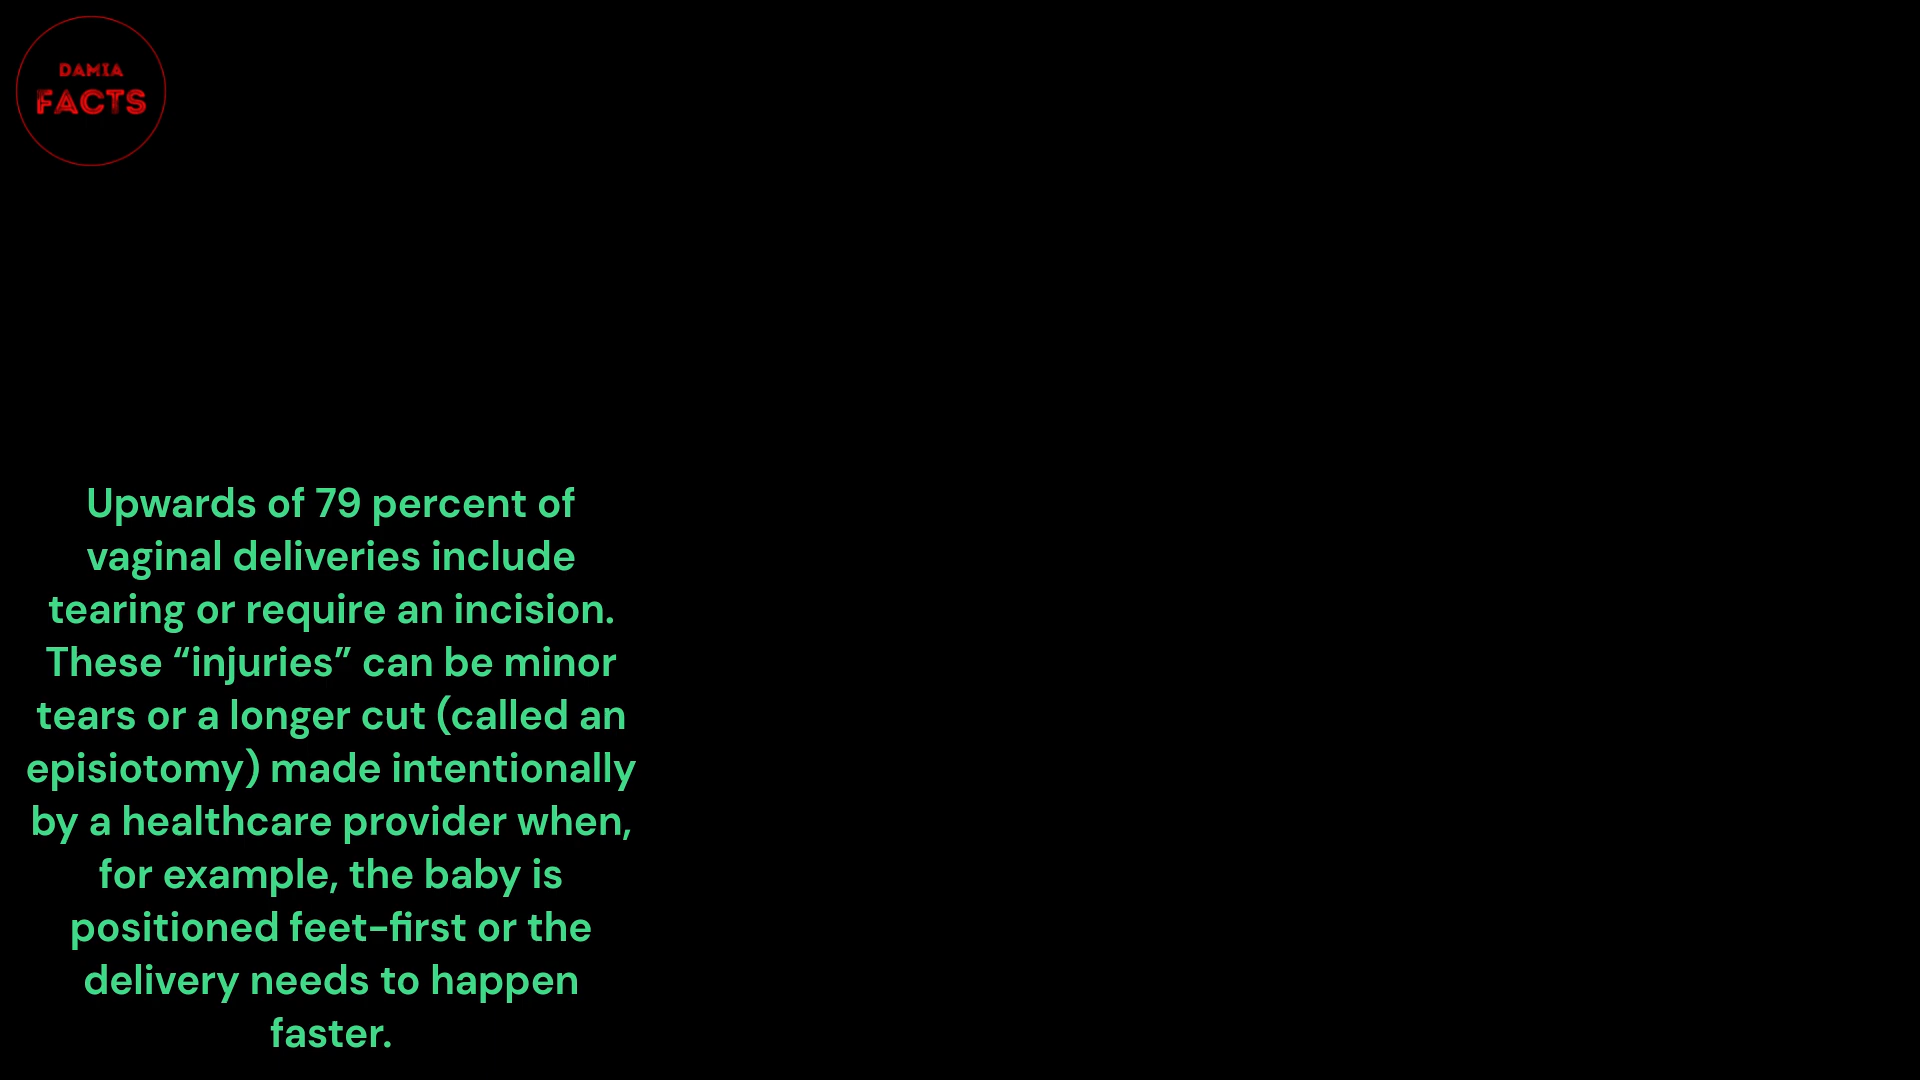 DAMIA
FACTS
Upwards of 79 percent of
vaginal deliveries include
tearing or require an incision.
These “injuries” can be minor
tears or a longer cut (called an
episiotomy) made intentionally
by a healthcare provider when,
for example, the baby is
positioned feet-first or the
delivery needs to happen
faster.